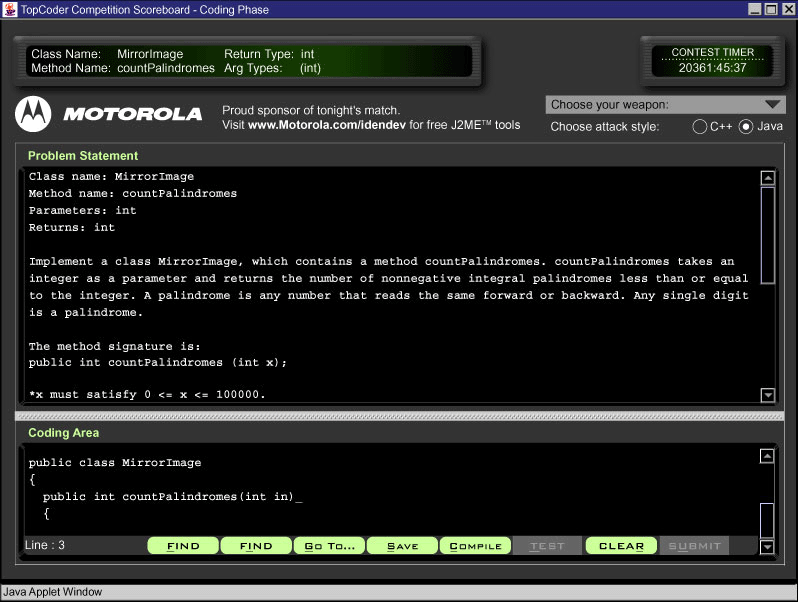 TopCoder Competition Scoreboard - Coding Phase
Class Name: MirrorImage Return Type: int
Method Name: countPalindromes Arg Types: (int)
CONTEST TIMER
20361:45:37
MOTOROLA
Proud sponsor of tonight's match.
Visit www.Motorola.com/idendev for free J2ME™ tools
Choose your weapon:
Choose attack style: C++ Java
Problem Statement
Class name: MirrorImage
Method name: countPalindromes
Parameters: int
Returns: int
Implement a class MirrorImage, which contains a method countPalindromes. countPalindromes takes an
integer as a parameter and returns the number of nonnegative integral palindromes less than or equal
to the integer. A palindrome is any number that reads the same forward or backward. Any single digit
is a palindrome.
The method signature is:
public int countPalindromes (int x);
*x must satisfy 0 <= x <= 100000.
Coding Area
public class MirrorImage
{
public int countPalindromes(int in)_
{
Line : 3
FIND FIND GO TO... SAVE COMPILE TEST CLEAR SUBMIT
Java Applet Window